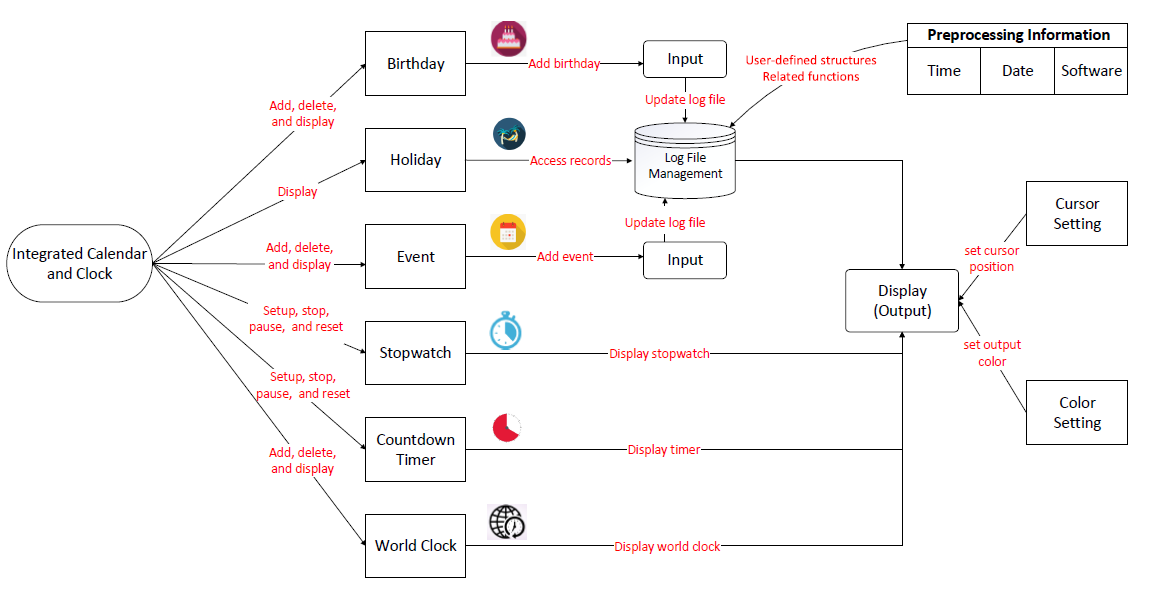 Preprocessing Information
Time
Date
Software
User-defined structures
Related functions
Birthday
Add birthday
Input
Update log file
Add, delete,
and display
Holiday
Access records
Log File
Management
Display
Update log file
Cursor
Setting
Integrated Calendar
and Clock
Add, delete,
and display
Event
Add event
Input
set cursor
position
Display
(Output)
Setup, stop,
pause,  and reset
Stopwatch
Display stopwatch
set output
color
Setup, stop,
pause,  and reset
Color
Setting
Countdown
Timer
Display timer
Add, delete,
and display
World Clock
Display world clock